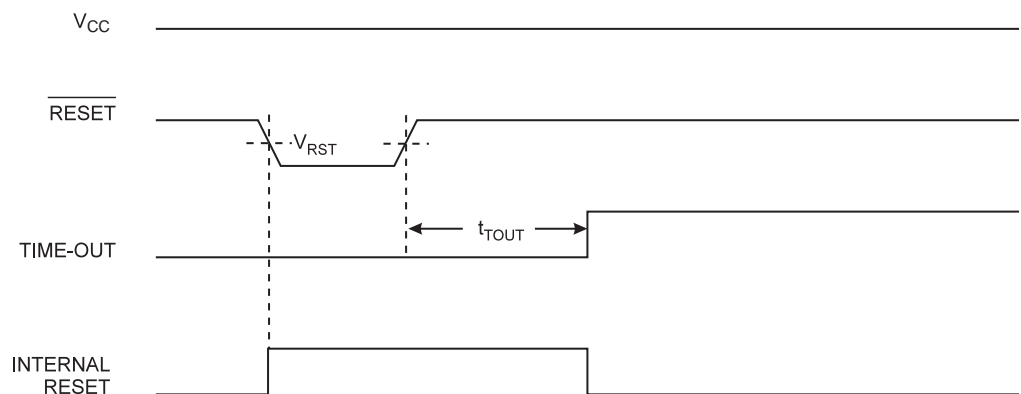 VCC
RESET
VRST
tTOUT
TIME-OUT
INTERNAL
RESET